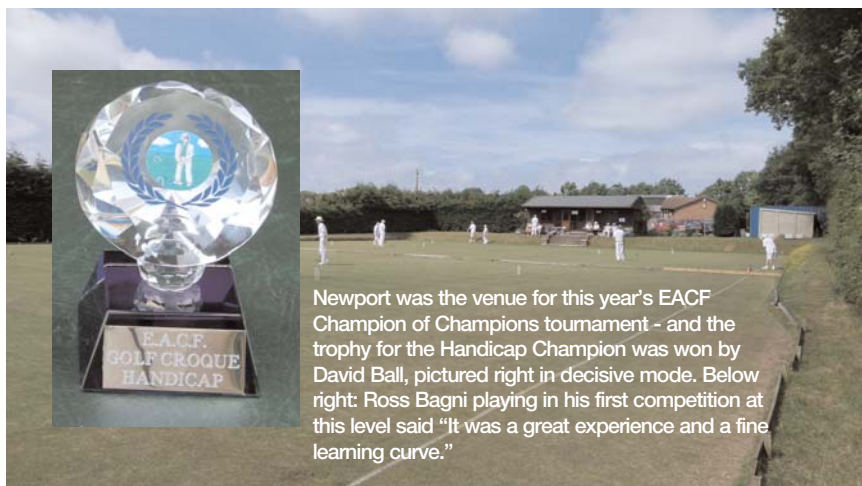 E.A.C.F.
GOLF CROQUE
HANDICAP
Newport was the venue for this year’s EACF
Champion of Champions tournament - and the
trophy for the Handicap Champion was won by
David Ball, pictured right in decisive mode. Below
right: Ross Bagni playing in his first competition at
this level said “It was a great experience and a fine
learning curve.”